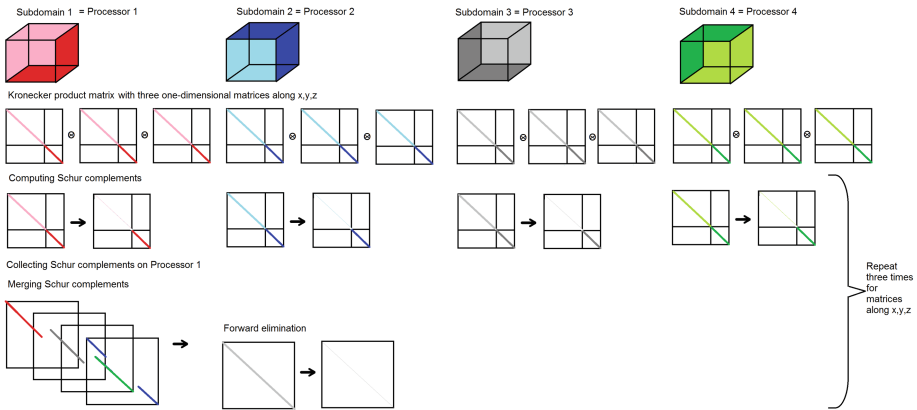 Subdomain 1 = Processor 1
Subdomain 2 = Processor 2
Subdomain 3 = Processor 3
Subdomain 4 = Processor 4
Kronecker product matrix with three one-dimensional matrices along x,y,z
Θ Θ Θ Θ Θ Θ Θ Θ
Computing Schur complements
Collecting Schur complements on Processor 1
Merging Schur complements
Forward elimination
Repeat
three times
for
matrices
along x,y,z